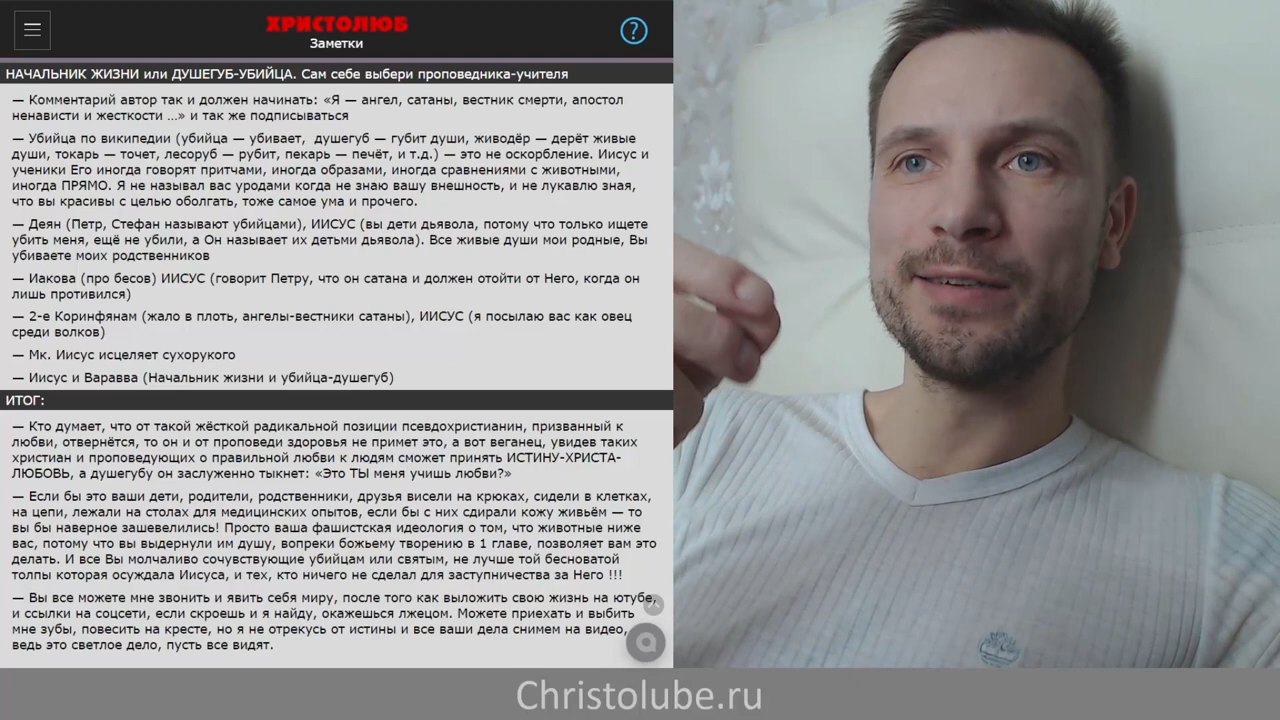 ХРИСТОЛЮБ
Заметки
НАЧАЛЬНИК ЖИЗНИ или ДУШЕГУБ-УБИЙЦА. Сам себе выбери проповедника-учителя
— Комментарий автор так и должен начинать: «Я — ангел, сатаны, вестник смерти, апостол
ненависти и жесткости ...» и так же подписываться
— Убийца по википедии (убийца — убивает, душегуб — губит души, живодёр — дерёт живые
души, токарь — точет, лесоруб — рубит, пекарь — печёт, и т.д.) — это не оскорбление. Иисус и
ученики Его иногда говорят притчами, иногда образами, иногда сравнениями с животными,
иногда ПРЯМО. Я не называл вас уродами когда не знаю вашу внешность, и не лукавлю зная,
что вы красивы с целью оболгать, тоже самое ума и прочего.
— Деян (Петр, Стефан называют убийцами), ИИСУС (вы дети дьявола, потому что только ищете
убить меня, ещё не убили, а Он называет их детьми дьявола). Все живые души мои родные, Вы
убиваете моих родственников
— Иакова (про бесов) ИИСУС (говорит Петру, что он сатана и должен отойти от Него, когда он
лишь противился)
— 2-е Коринфянам (жало в плоть, ангелы-вестники сатаны), ИИСУС (я посылаю вас как овец
среди волков)
— Мк. Иисус исцеляет сухорукого
— Иисус и Варавва (Начальник жизни и убийца-душегуб)
ИТОГ:
— Кто думает, что от такой жёсткой радикальной позиции псевдохристианин, призванный к
любви, отвернётся, то он и от проповеди здоровья не примет это, а вот веганец, увидев таких
христиан и проповедующих о правильной любви к людям сможет принять ИСТИНУ-ХРИСТА-
ЛЮБОВЬ, а душегубу он заслуженно тыкнет: «Это ТЫ меня учишь любви?»
— Если бы это ваши дети, родители, родственники, друзья висели на крюках, сидели в клетках,
на цепи, лежали на столах для медицинских опытов, если бы с них сдирали кожу живьём — то
вы бы наверное зашевелились! Просто ваша фашистская идеология о том, что животные ниже
вас, потому что вы выдернули им душу, вопреки божьему творению в 1 главе, позволяет вам это
делать. И все Вы молчаливо сочувствующие убийцам или святым, не лучше той бесноватой
толпы которая осуждала Иисуса, и тех, кто ничего не сделал для заступничества за Него !!!
— Вы все можете мне звонить и явить себя миру, после того как выложить свою жизнь на ютубе,
и ссылки на соцсети, если скроешь и я найду, окажешься лжецом. Можете приехать и выбить
мне зубы, повесить на кресте, но я не отрекусь от истины и все ваши дела снимем на видео,
ведь это светлое дело, пусть все видят.
Christolube.ru